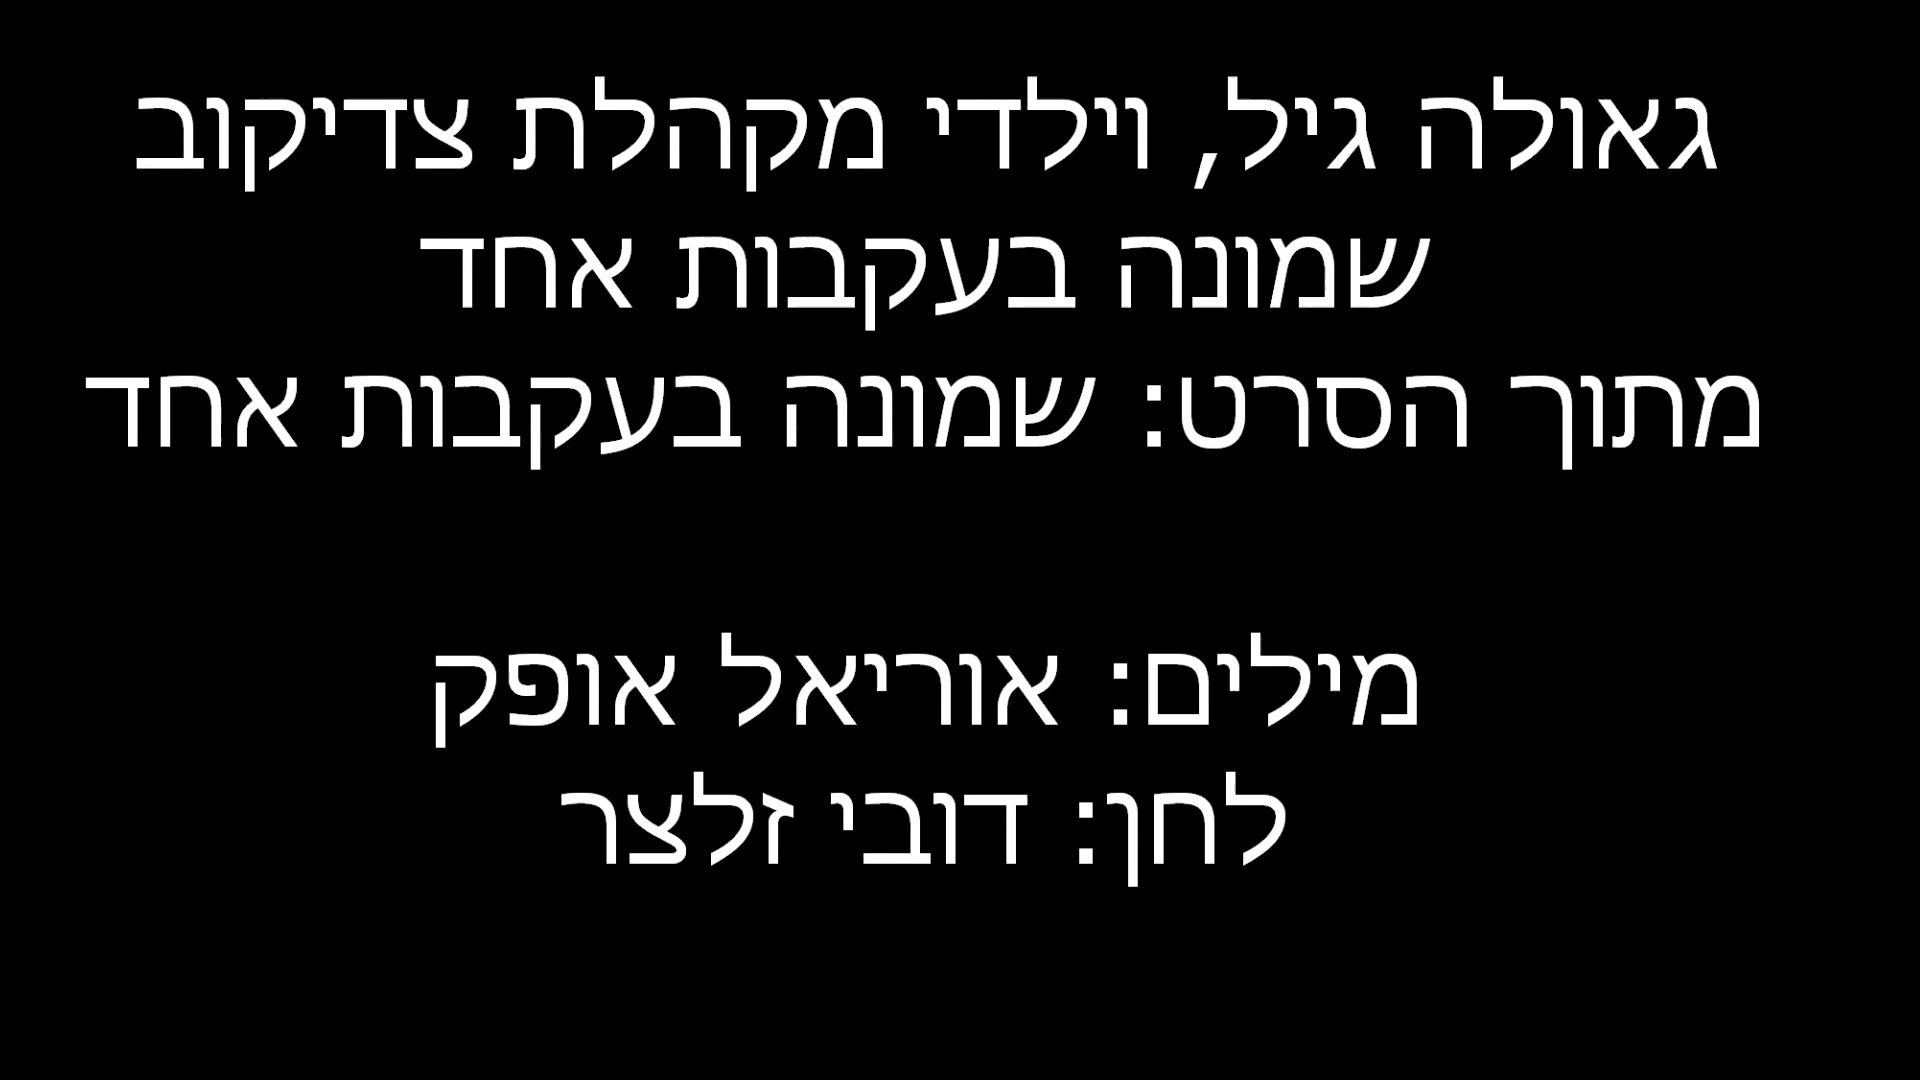 גאולה גיל, וילדי מקהלת צדיקוב
שמונה בעקבות אחד
מתוך הסרט: שמונה בעקבות אחד
מילים: אוריאל אופק
לחן: דובי זלצר